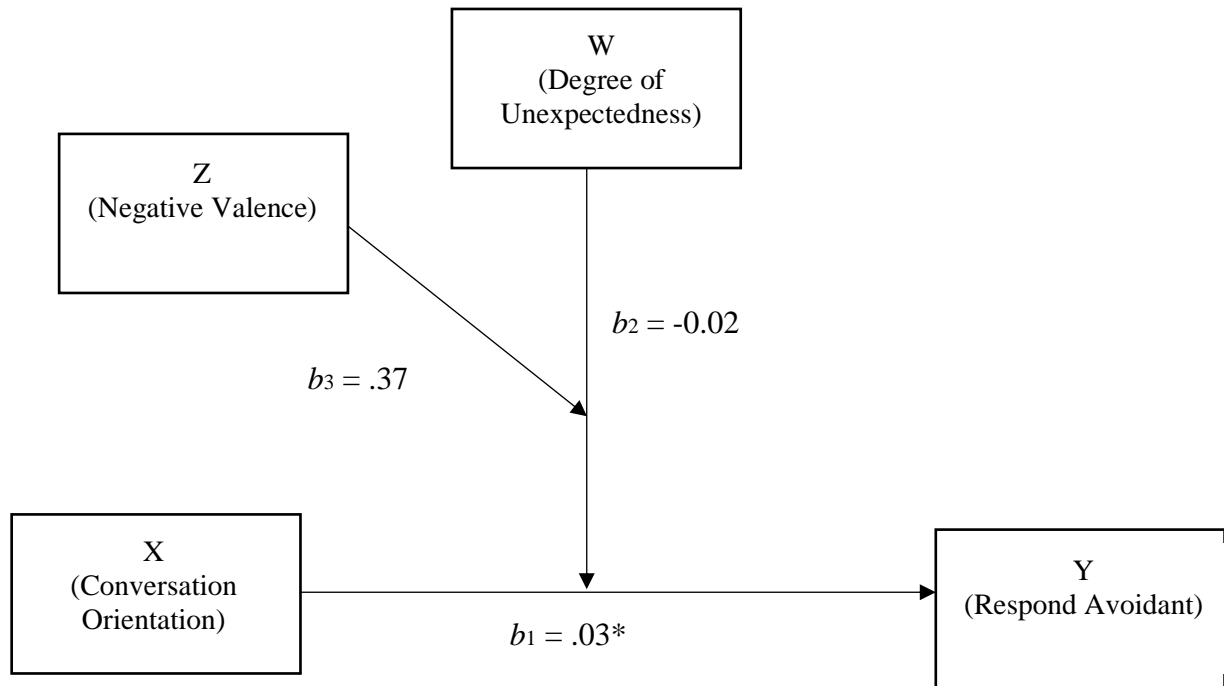 W
(Degree of
Unexpectedness)
Z
(Negative Valence)
b2 = -0.02
b3 = .37
X
(Conversation
Orientation)
b1 = .03*
Y
(Respond Avoidant)